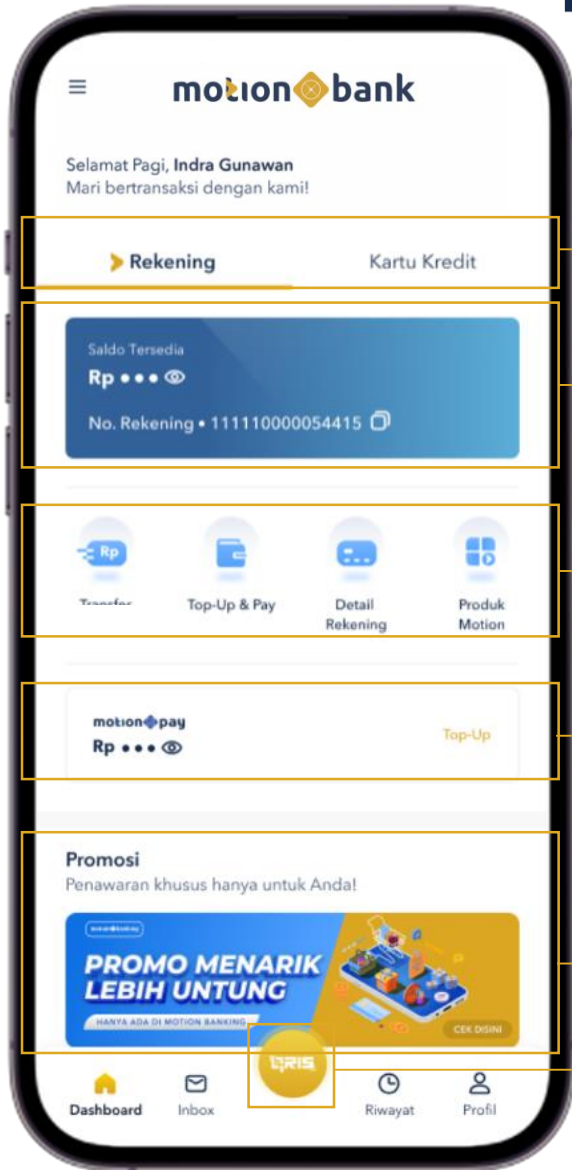 motion bank
Selamat Pagi, Indra Gunawan
Mari bertransaksi dengan kami!
Rekening Kartu Kredit
Saldo Tersedia
Rp •••
No. Rekening • 111110000054415
Rp
Transfer Top-Up & Pay Detail Rekening Produk Motion
motion pay
Rp ••• Top-Up
Promosi
Penawaran khusus hanya untuk Anda!
PROMO MENARIK
LEBIH UNTUNG
HANYA ADA DI MOTION BANKING
CEK DISINI
QRIS
Dashboard Inbox Riwayat Profil